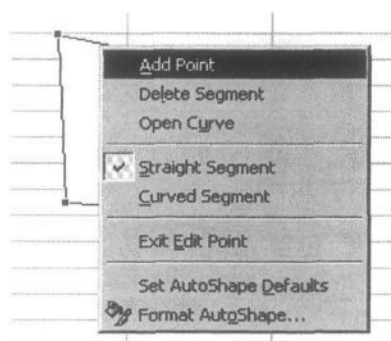 Add Point
Delete Segment
Open Curve
Straight Segment
Curved Segment
Exit Edit Point
Set AutoShape Defaults
Format AutoShape...